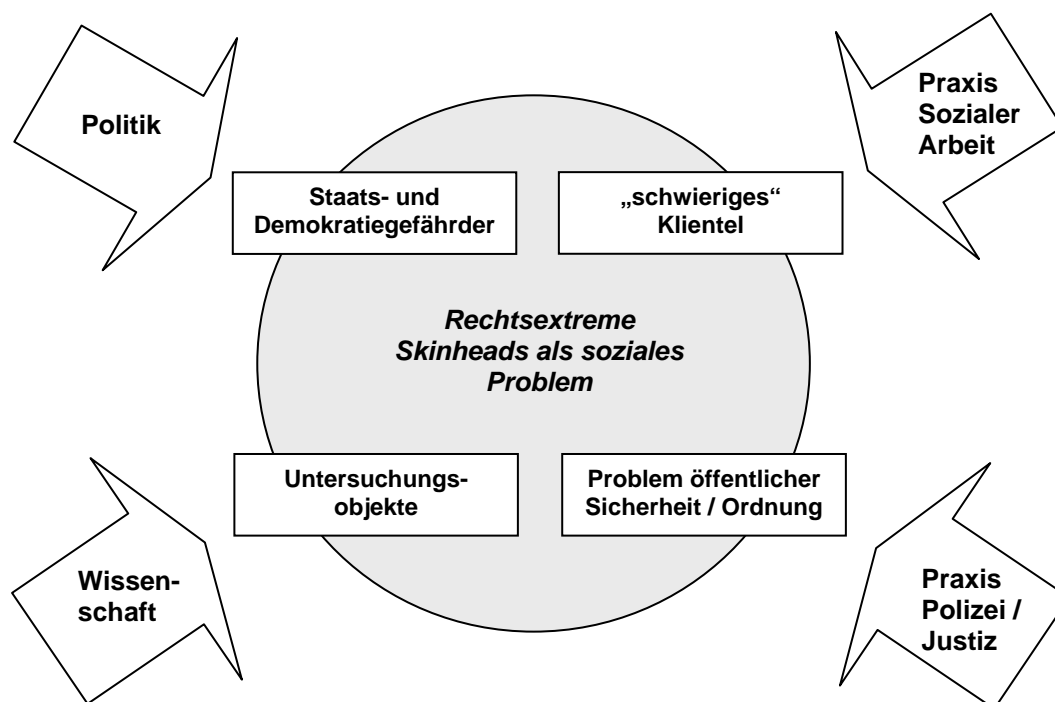 Politik
Praxis
Sozialer
Arbeit
Staats- und
Demokratiegefährder
„schwieriges“
Klientel
Rechtsextreme
Skinheads als soziales
Problem
Untersuchungs-
objekte
Problem öffentlicher
Sicherheit / Ordnung
Wissen-
schaft
Praxis
Polizei /
Justiz